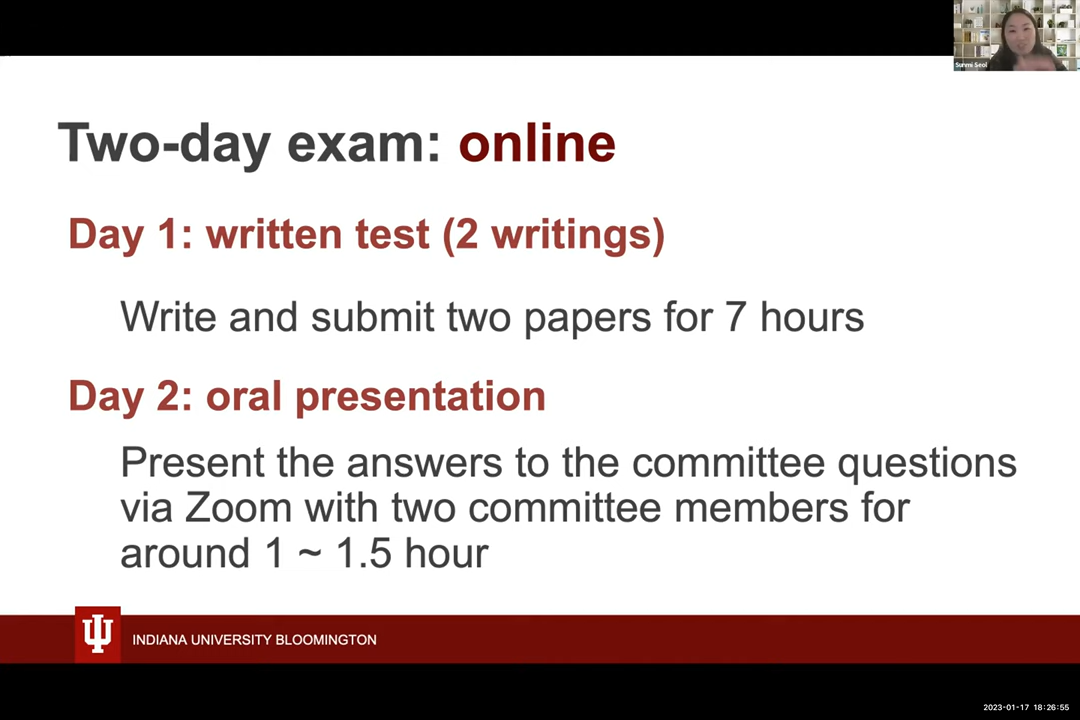 Sunmi Seol
Two-day exam: online
Day 1: written test (2 writings)
Write and submit two papers for 7 hours
Day 2: oral presentation
Present the answers to the committee questions
via Zoom with two committee members for
around 1 ~ 1.5 hour
INDIANA UNIVERSITY BLOOMINGTON
2023-01-17 18:26:55